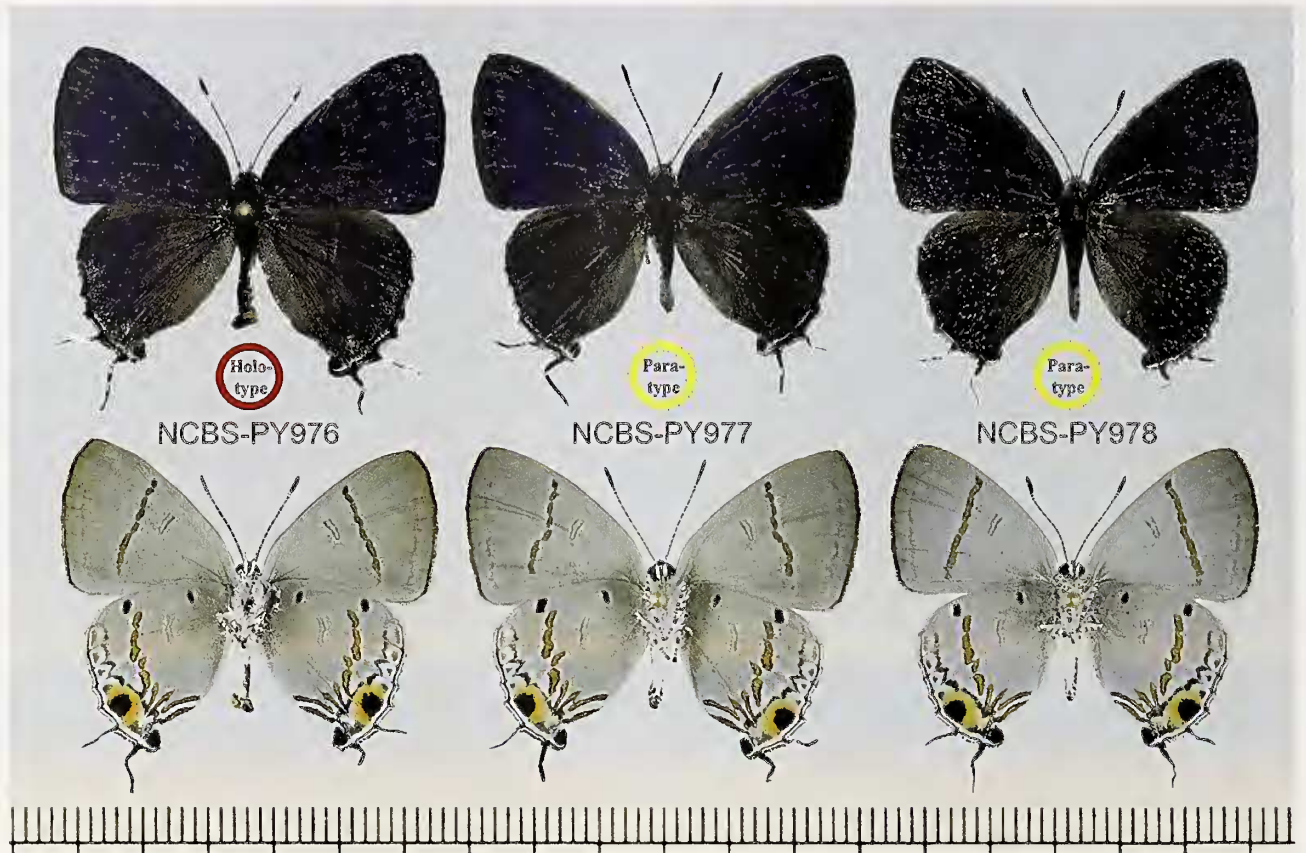 Holo-
type
Para-
type
Para-
type
NCBS-PY976
NCBS-PY977
NCBS-PY978